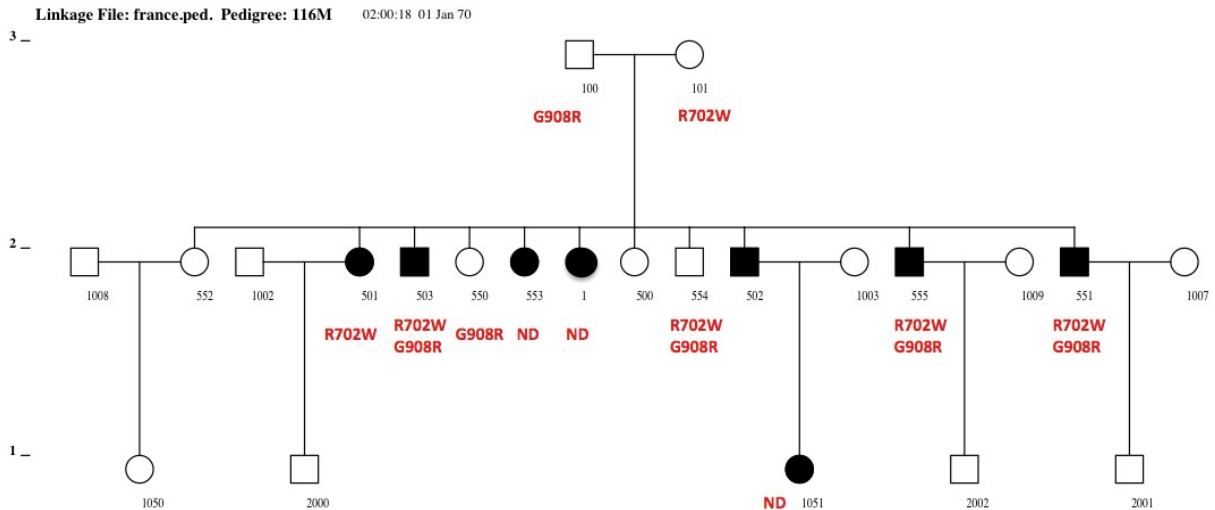 Linkage File: france.ped. Pedigree: 116M 02:00:18 01 Jan 70
3
100 101
G908R R702W
2
1008 552 1002 501 503 550 553 1 500 554 502 1003 555 1009 551 1007
R702W R702W G908R ND ND R702W R702W R702W
G908R G908R G908R G908R
1
1050 2000 ND 1051 2002 2001